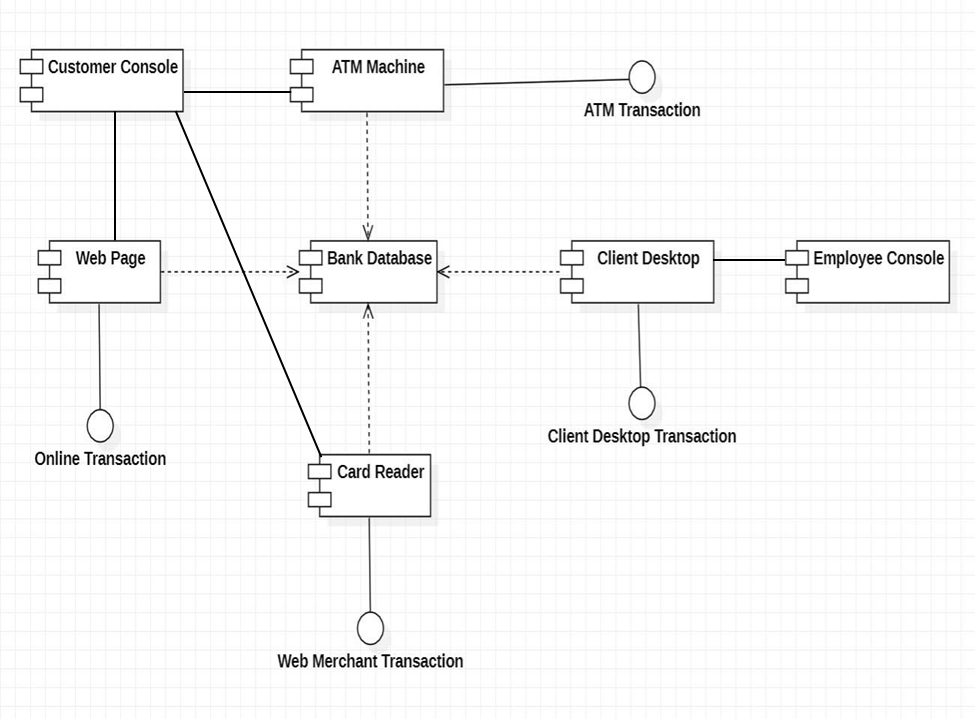 Customer Console
ATM Machine
ATM Transaction
Web Page
Bank Database
Client Desktop
Employee Console
Online Transaction
Client Desktop Transaction
Card Reader
Web Merchant Transaction